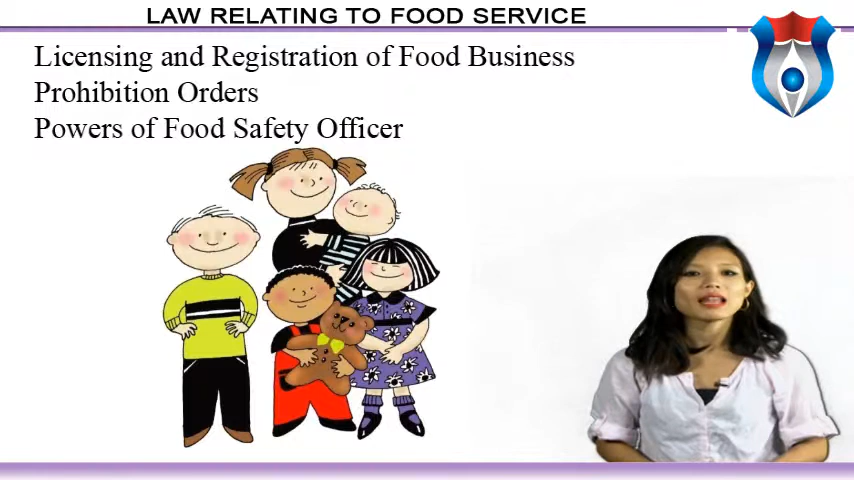 LAW RELATING TO FOOD SERVICE
Licensing and Registration of Food Business
Prohibition Orders
Powers of Food Safety Officer